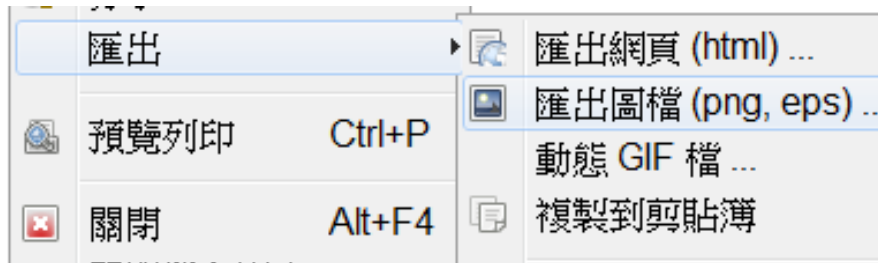 匯出
預覽列印 Ctrl+P
關閉 Alt+F4
匯出網頁 (html) ...
匯出圖檔 (png, eps) ..
動態 GIF 檔 ...
複製到剪貼簿